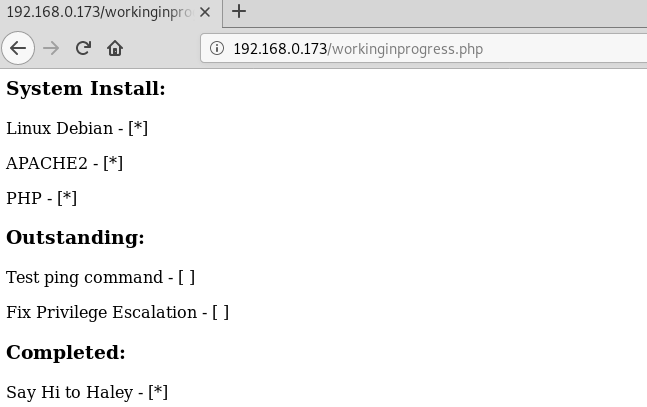 192.168.0.173/workinginpro
192.168.0.173/workinginprogress.php
System Install:
Linux Debian - [*]
APACHE2 - [*]
PHP - [*]
Outstanding:
Test ping command - [ ]
Fix Privilege Escalation - [ ]
Completed:
Say Hi to Haley - [*]